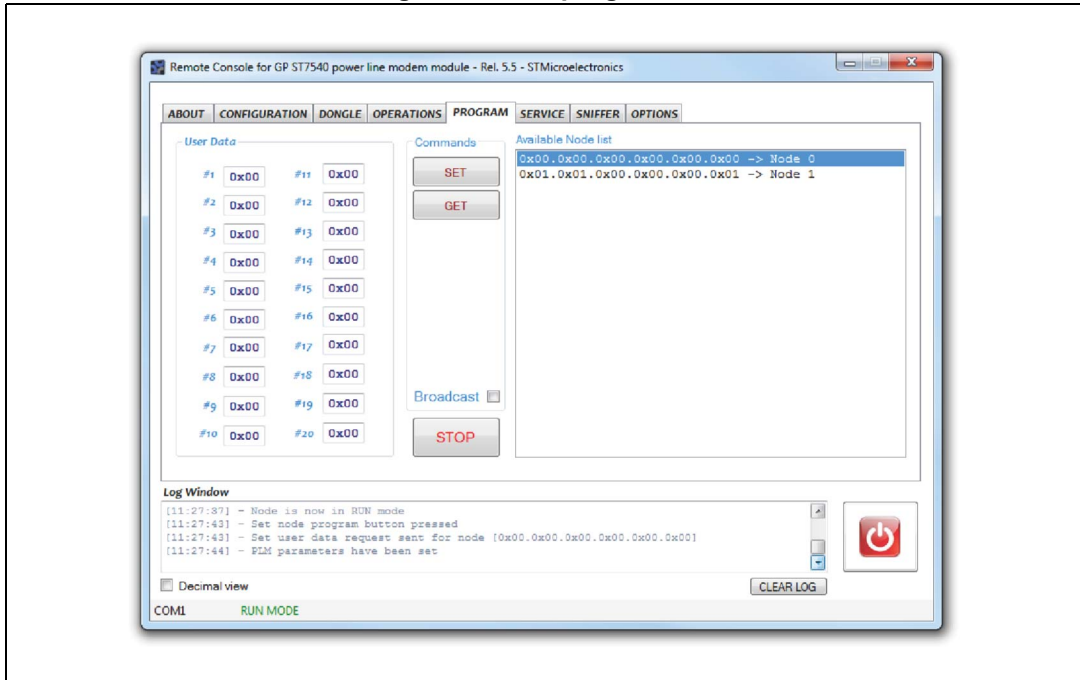 Remote Console for GP ST7540 power line modem module - Rel. 5.5 - STMicroelectronics
ABOUT CONFIGURATION DONGLE OPERATIONS PROGRAM SERVICE SNIFFER OPTIONS
User Data
#1 0x00 #11 0x00
#2 0x00 #12 0x00
#3 0x00 #13 0x00
#4 0x00 #14 0x00
#5 0x00 #15 0x00
#6 0x00 #16 0x00
#7 0x00 #17 0x00
#8 0x00 #18 0x00
#9 0x00 #19 0x00
#10 0x00 #20 0x00
Commands
SET
GET
Broadcast
STOP
Available Node list
0x00.0x00.0x00.0x00.0x00.0x00 -> Node 0
0x01.0x01.0x00.0x00.0x00.0x01 -> Node 1
Log Window
[11:27:37] - Node is now in RUN mode
[11:27:43] - Set node program button pressed
[11:27:43] - Set user data request sent for node [0x00.0x00.0x00.0x00.0x00.0x00]
[11:27:44] - PLM parameters have been set
Decimal view
CLEAR LOG
COM1 RUN MODE